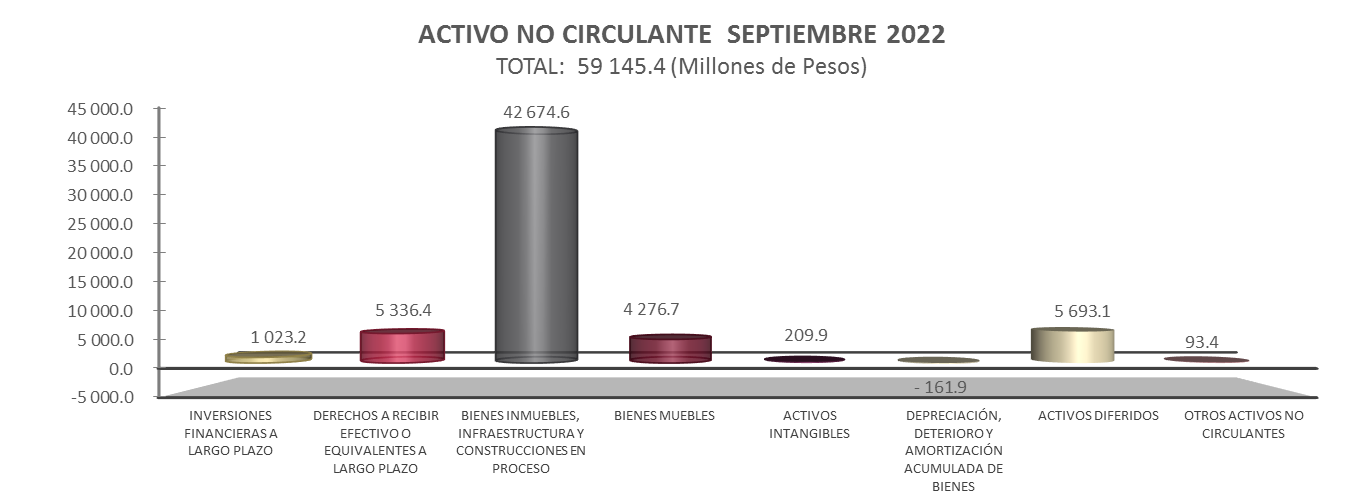 ACTIVO NO CIRCULANTE SEPTIEMBRE 2022
TOTAL: 59 145.4 (Millones de Pesos)
45 000.0
40 000.0
35 000.0
30 000.0
25 000.0
20 000.0
15 000.0
10 000.0
5 000.0
0.0
-5 000.0
1 023.2
5 336.4
42 674.6
4 276.7
209.9
- 161.9
5 693.1
93.4
INVERSIONES
FINANCIERAS A
LARGO PLAZO
DERECHOS A RECIBIR
EFECTIVO O
EQUIVALENTES A
LARGO PLAZO
BIENES INMUEBLES,
INFRAESTRUCTURA Y
CONSTRUCCIONES EN
PROCESO
BIENES MUEBLES
ACTIVOS
INTANGIBLES
DEPRECIACIÓN,
DETERIORO Y
AMORTIZACIÓN
ACUMULADA DE
BIENES
ACTIVOS DIFERIDOS
OTROS ACTIVOS NO
CIRCULANTES